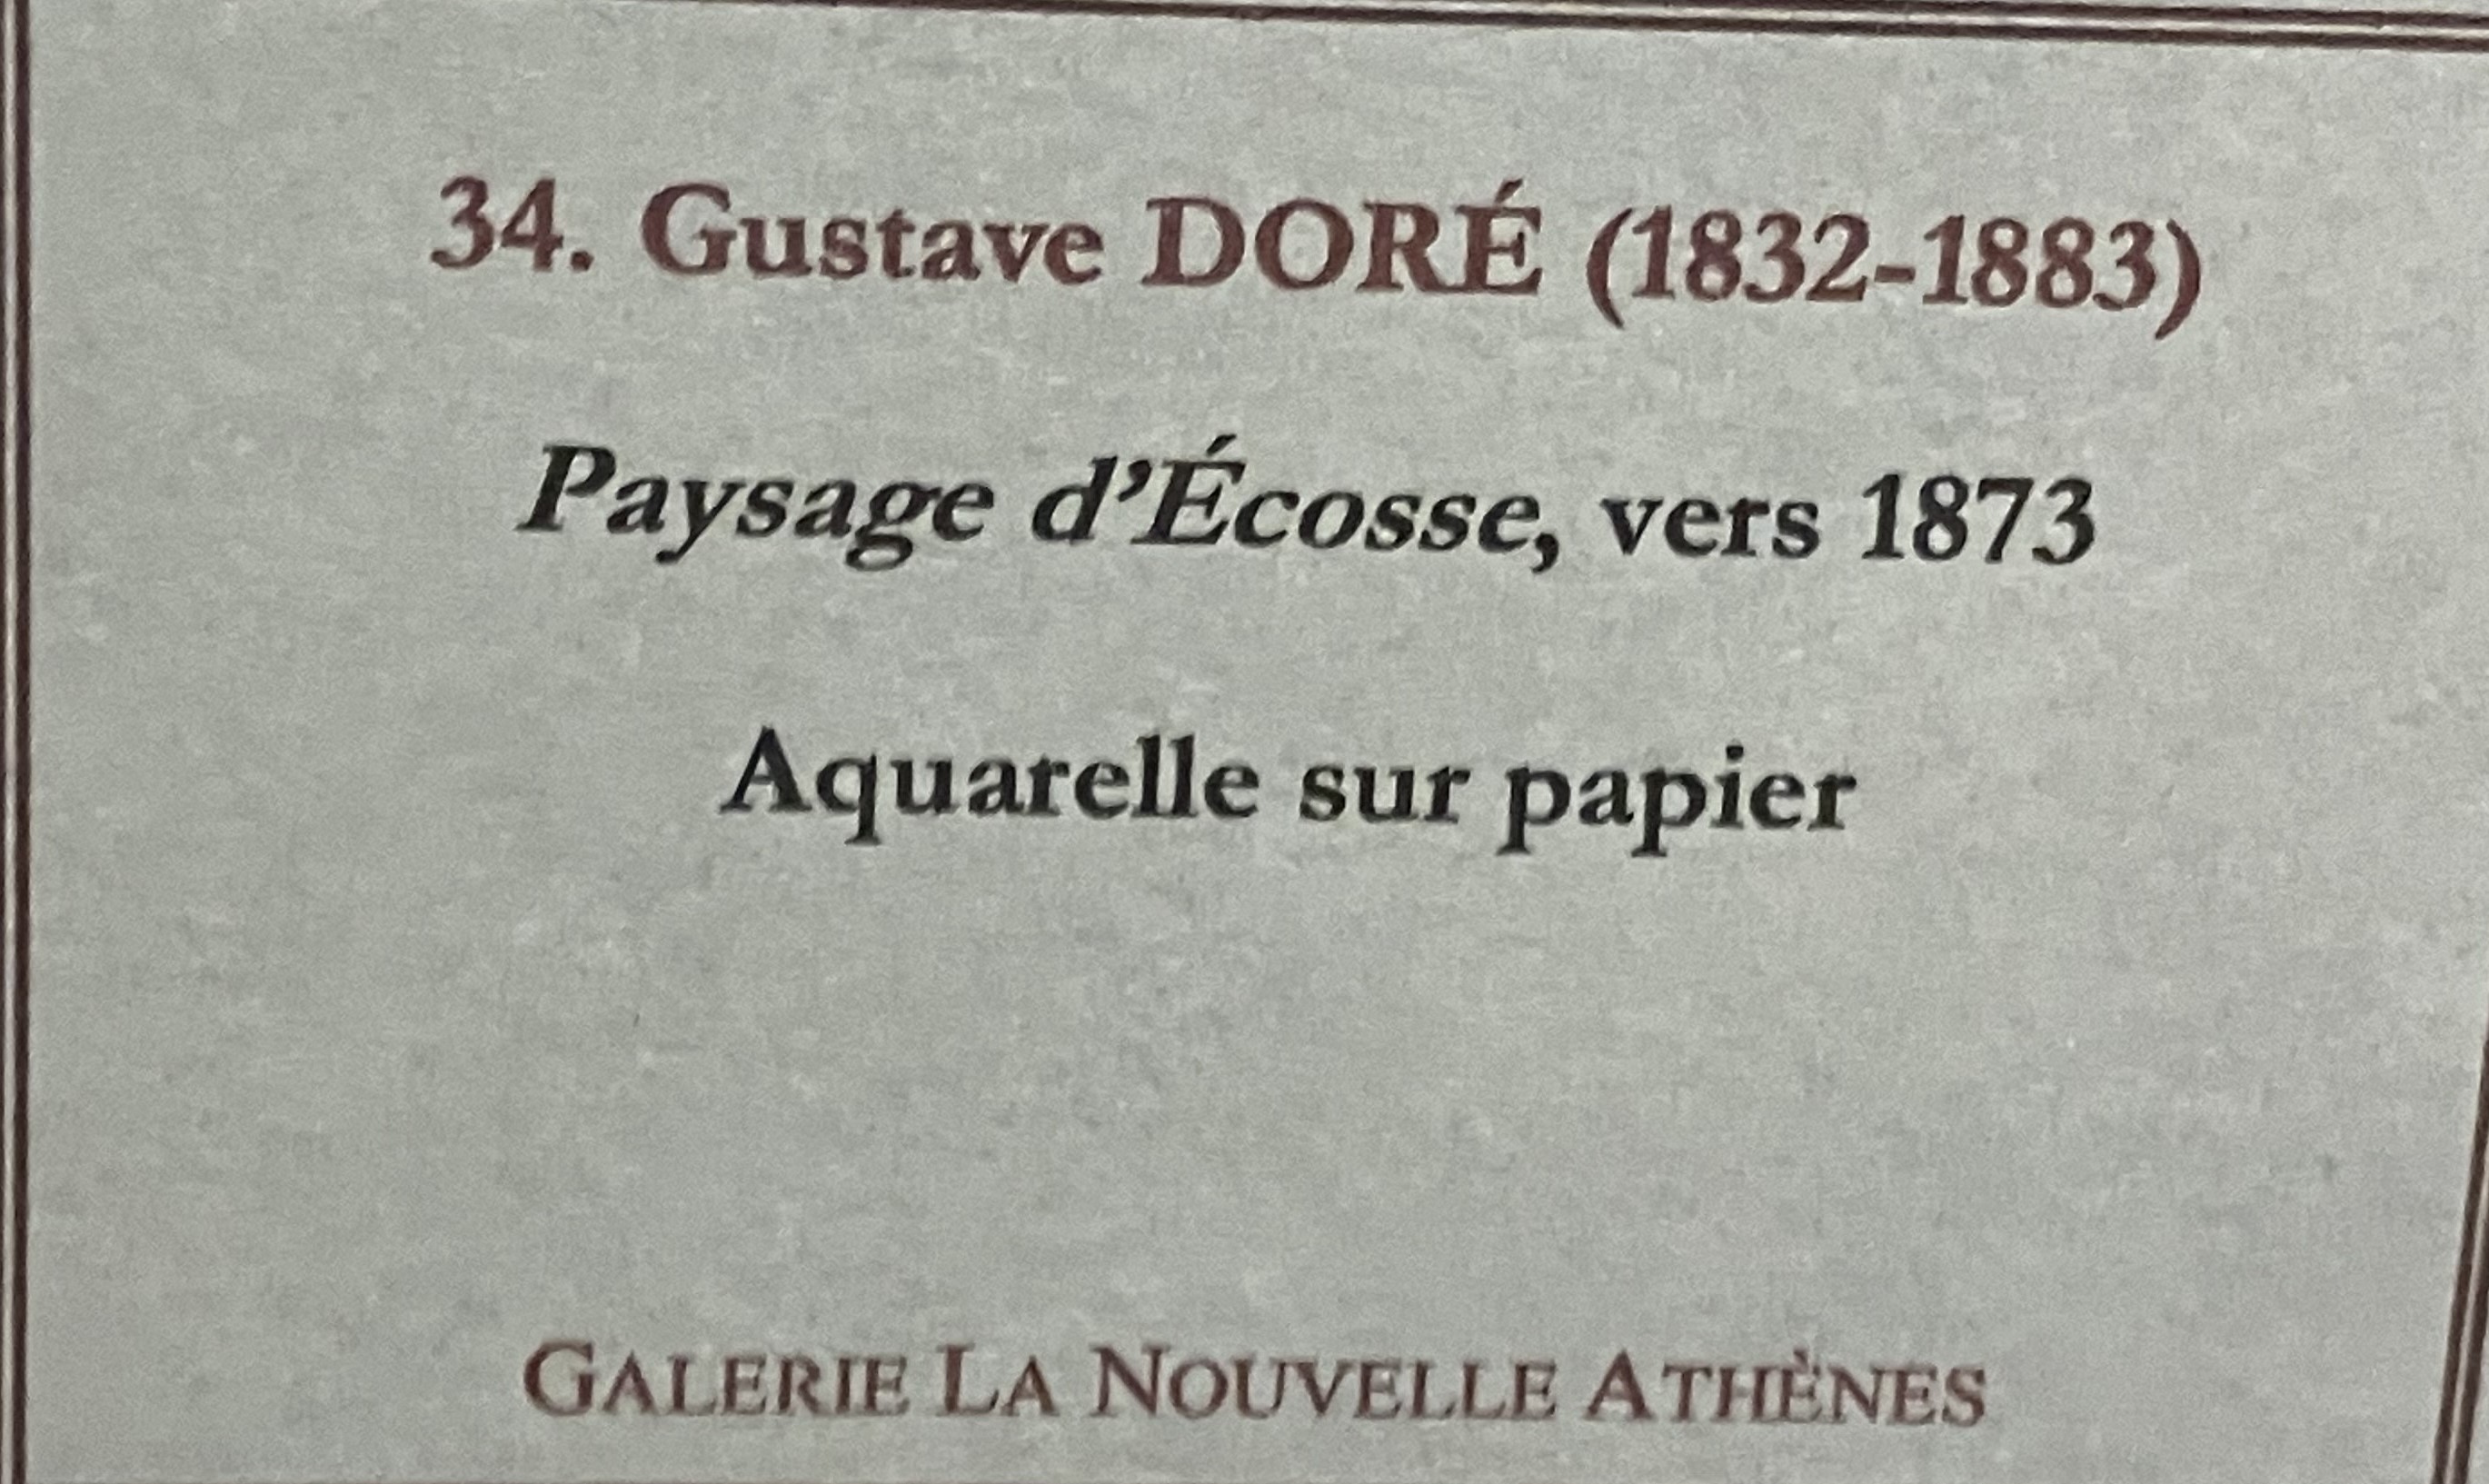 34. Gustave DORÉ (1832-1883)
Paysage d'Écosse, vers 1873
Aquarelle sur papier
GALERIE LA NOUVELLE ATHÈNES